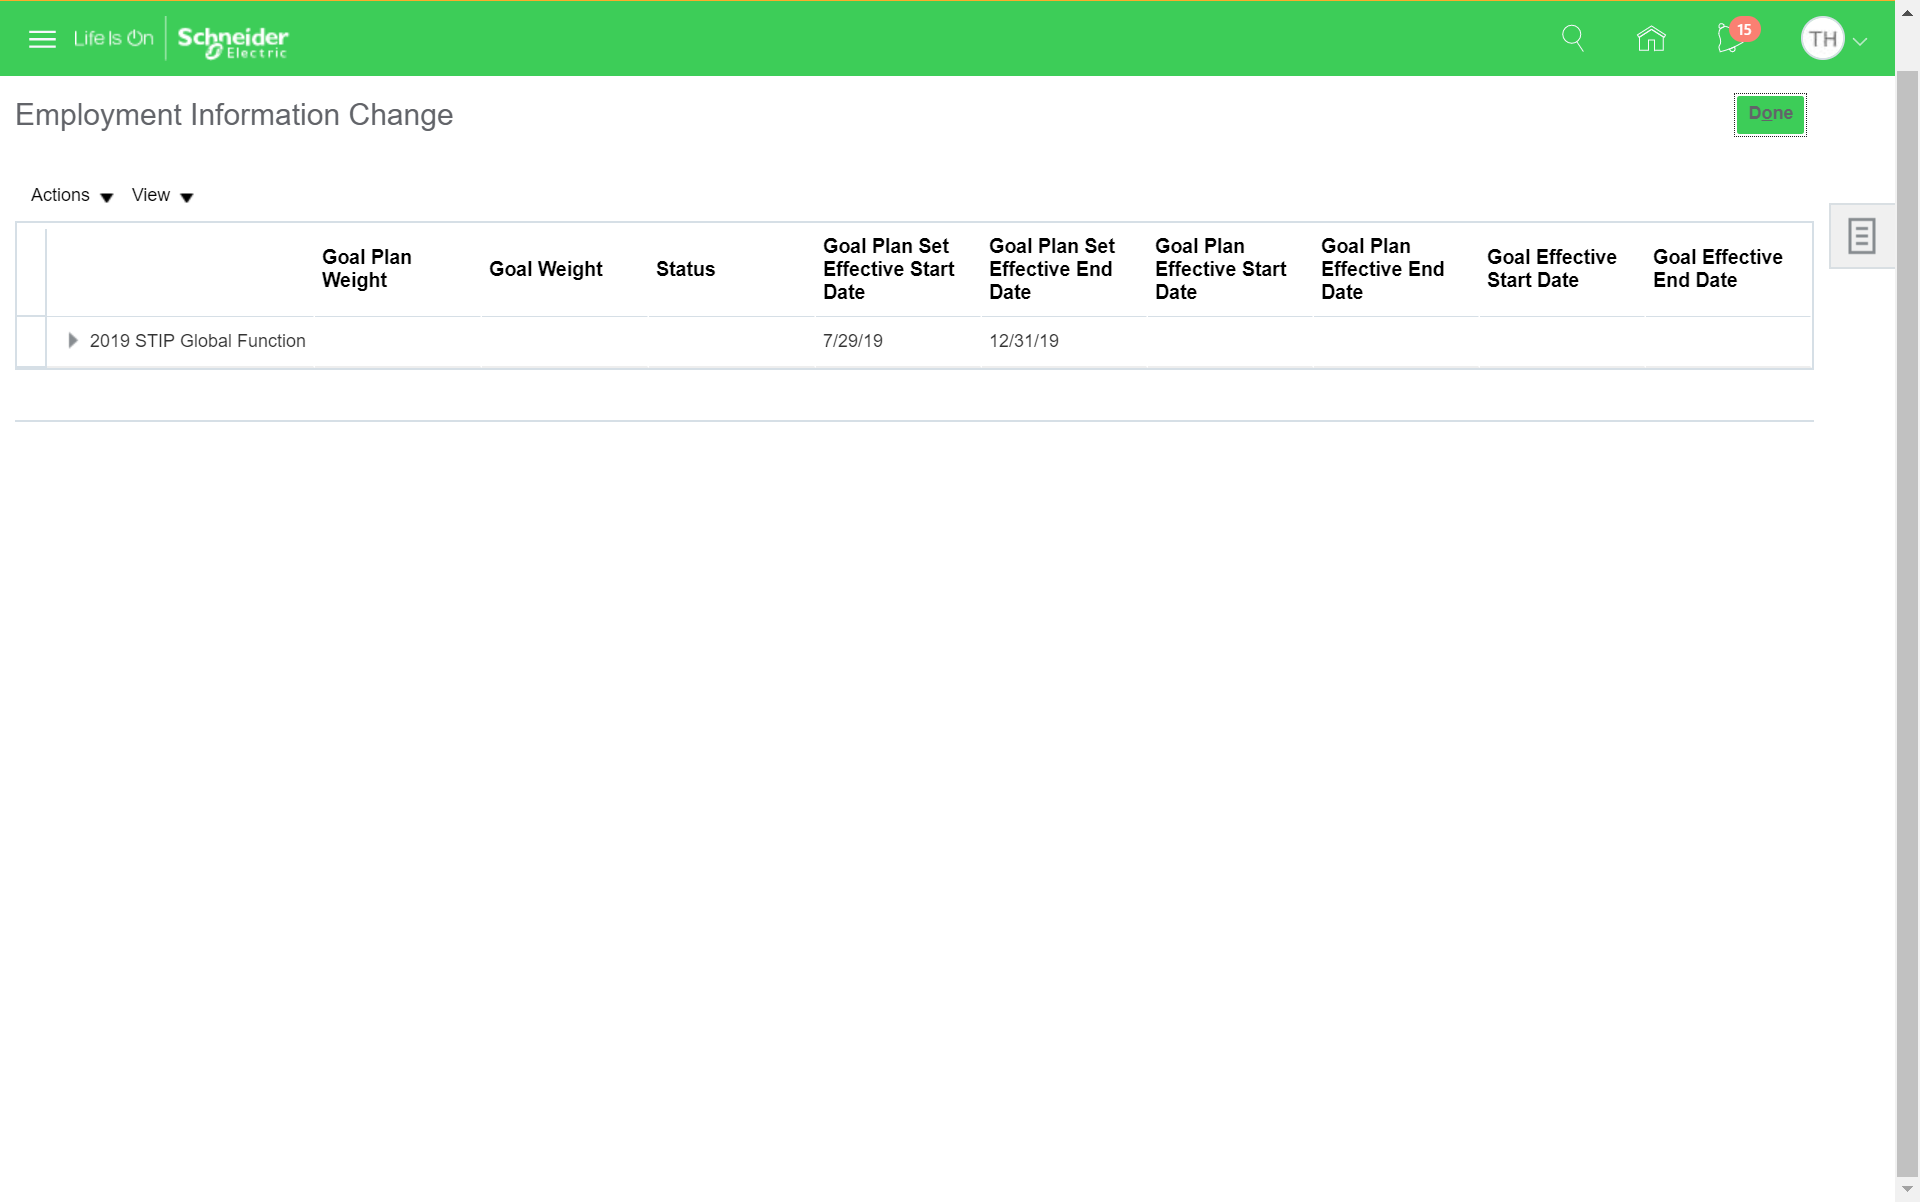 Life Is On
Schneider
Electric
15
TH
Employment Information Change
Done
Actions
View
Goal Plan Weight
Goal Weight
Status
Goal Plan Set Effective Start Date
Goal Plan Set Effective End Date
Goal Plan Effective Start Date
Goal Plan Effective End Date
Goal Effective Start Date
Goal Effective End Date
2019 STIP Global Function 7/29/19 12/31/19